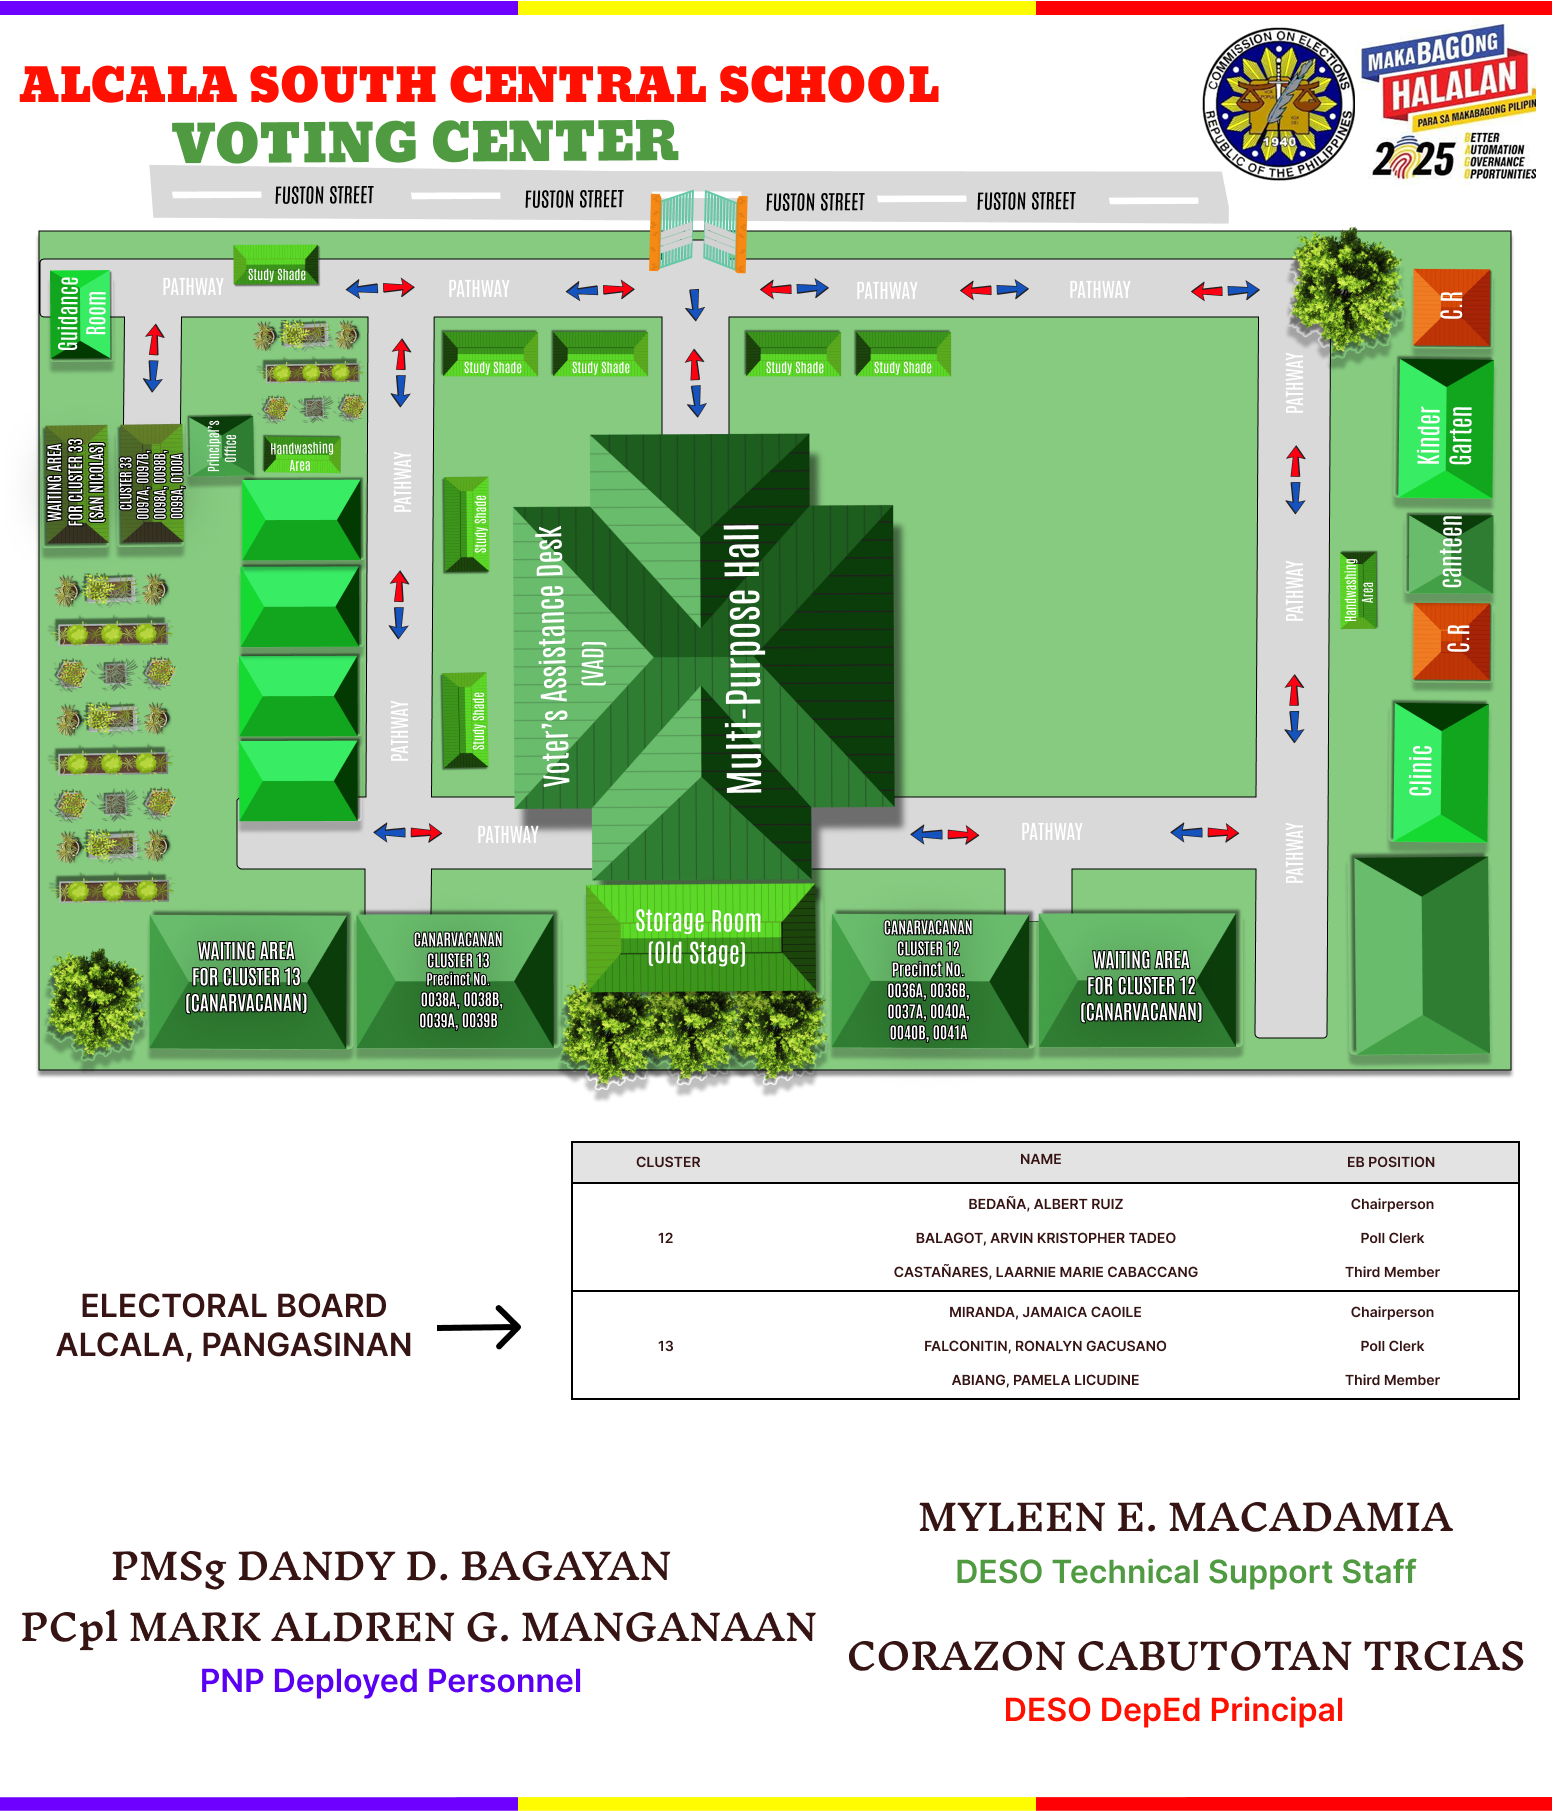 ALCALA SOUTH CENTRAL SCHOOL
VOTING CENTER
COMMISSION ON ELECTIONS
REPUBLIC OF THE PHILIPPINES
1940
MAKABAGONG
HALALAN
PARA SA MAKABAGONG PILIPIN
2025
BETTER
AUTOMATION
GOVERNANCE
OPPORTUNITIES
FUSTON STREET
FUSTON STREET
FUSTON STREET
FUSTON STREET
Guidance
Room
PATHWAY
Study Shade
PATHWAY
PATHWAY
PATHWAY
C.R
Study Shade
Study Shade
Study Shade
Study Shade
PATHWAY
Kinder
Garten
WAITING AREA
FOR CLUSTER 33
(SAN NICOLAS)
CLUSTER 33
0097A, 0097B,
0098A, 0098B,
0099A, 0100A
Principal's
Office
Handwashing
Area
PATHWAY
Study Shade
Voter's Assistance Desk
(VAD)
Multi-Purpose Hall
PATHWAY
Handwashing
Area
canteen
C.R
PATHWAY
Study Shade
Clinic
PATHWAY
PATHWAY
PATHWAY
WAITING AREA
FOR CLUSTER 13
(CANARVACANAN)
CANARVACANAN
CLUSTER 13
Precinct No.
0038A, 0038B,
0039A, 0039B
Storage Room
(Old Stage)
CANARVACANAN
CLUSTER 12
Precinct No.
0036A, 0036B,
0037A, 0040A,
0040B, 0041A
WAITING AREA
FOR CLUSTER 12
(CANARVACANAN)
ELECTORAL BOARD
ALCALA, PANGASINAN
CLUSTER NAME EB POSITION
BEDAÑA, ALBERT RUIZ Chairperson
12 BALAGOT, ARVIN KRISTOPHER TADEO Poll Clerk
CASTAÑARES, LAARNIE MARIE CABACCANG Third Member
MIRANDA, JAMAICA CAOILE Chairperson
13 FALCONITIN, RONALYN GACUSANO Poll Clerk
ABIANG, PAMELA LICUDINE Third Member
PMSg DANDY D. BAGAYAN
PCpl MARK ALDREN G. MANGANAAN
PNP Deployed Personnel
MYLEEN E. MACADAMIA
DESO Technical Support Staff
CORAZON CABUTOTAN TRCIAS
DESO DepEd Principal